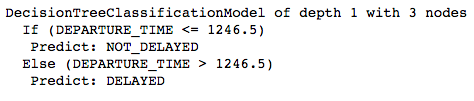 DecisionTreeClassificationModel of depth 1 with 3 nodes
  If (DEPARTURE_TIME <= 1246.5)
   Predict: NOT_DELAYED
  Else (DEPARTURE_TIME > 1246.5)
   Predict: DELAYED